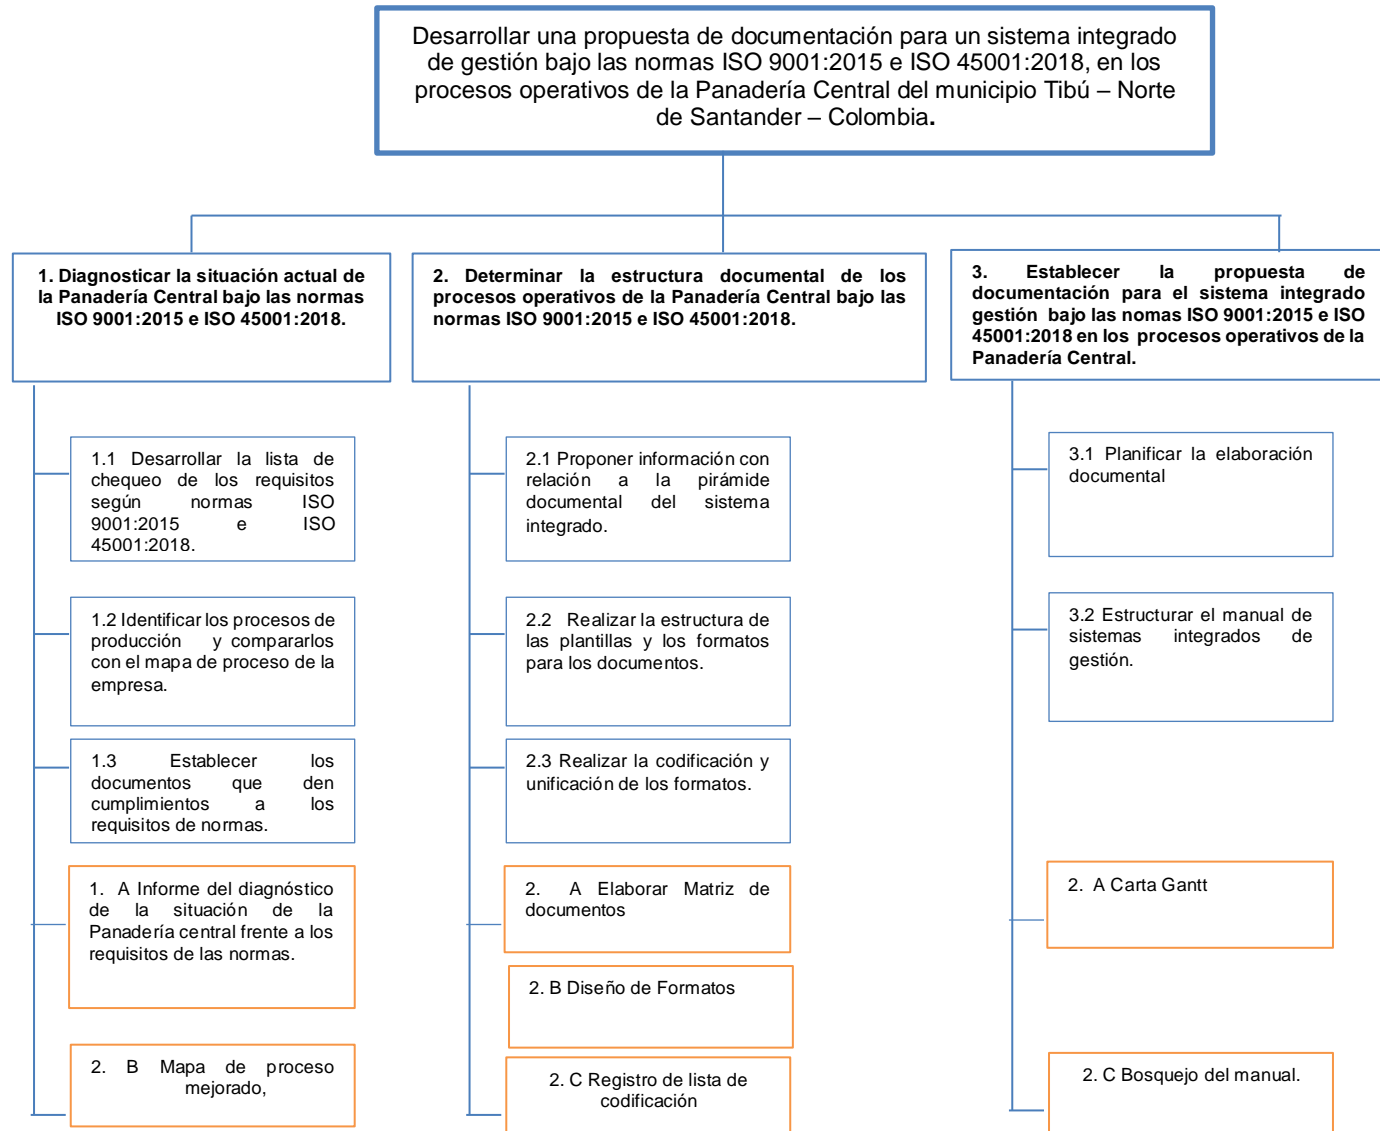 Desarrollar una propuesta de documentación para un sistema integrado
de gestión bajo las normas ISO 9001:2015 e ISO 45001:2018, en los
procesos operativos de la Panadería Central del municipio Tibú – Norte
de Santander – Colombia.
1. Diagnosticar la situación actual de
la Panadería Central bajo las normas
ISO 9001:2015 e ISO 45001:2018.
1.1 Desarrollar la lista de
chequeo de los requisitos
según normas ISO
9001:2015 e ISO
45001:2018.
1.2 Identificar los procesos de
producción y compararlos
con el mapa de proceso de la
empresa.
1.3 Establecer los
documentos que den
cumplimientos a los
requisitos de normas.
1. A Informe del diagnóstico
de la situación de la
Panadería central frente a los
requisitos de las normas.
2. B Mapa de proceso
mejorado,
2. Determinar la estructura documental de los
procesos operativos de la Panadería Central bajo las
normas ISO 9001:2015 e ISO 45001:2018.
2.1 Proponer información con
relación a la pirámide
documental del sistema
integrado.
2.2 Realizar la estructura de
las plantillas y los formatos
para los documentos.
2.3 Realizar la codificación y
unificación de los formatos.
2. A Elaborar Matriz de
documentos
2. B Diseño de Formatos
2. C Registro de lista de
codificación
3. Establecer la propuesta de
documentación para el sistema integrado
gestión bajo las nomas ISO 9001:2015 e ISO
45001:2018 en los procesos operativos de la
Panadería Central.
3.1 Planificar la elaboración
documental
3.2 Estructurar el manual de
sistemas integrados de
gestión.
2. A Carta Gantt
2. C Bosquejo del manual.